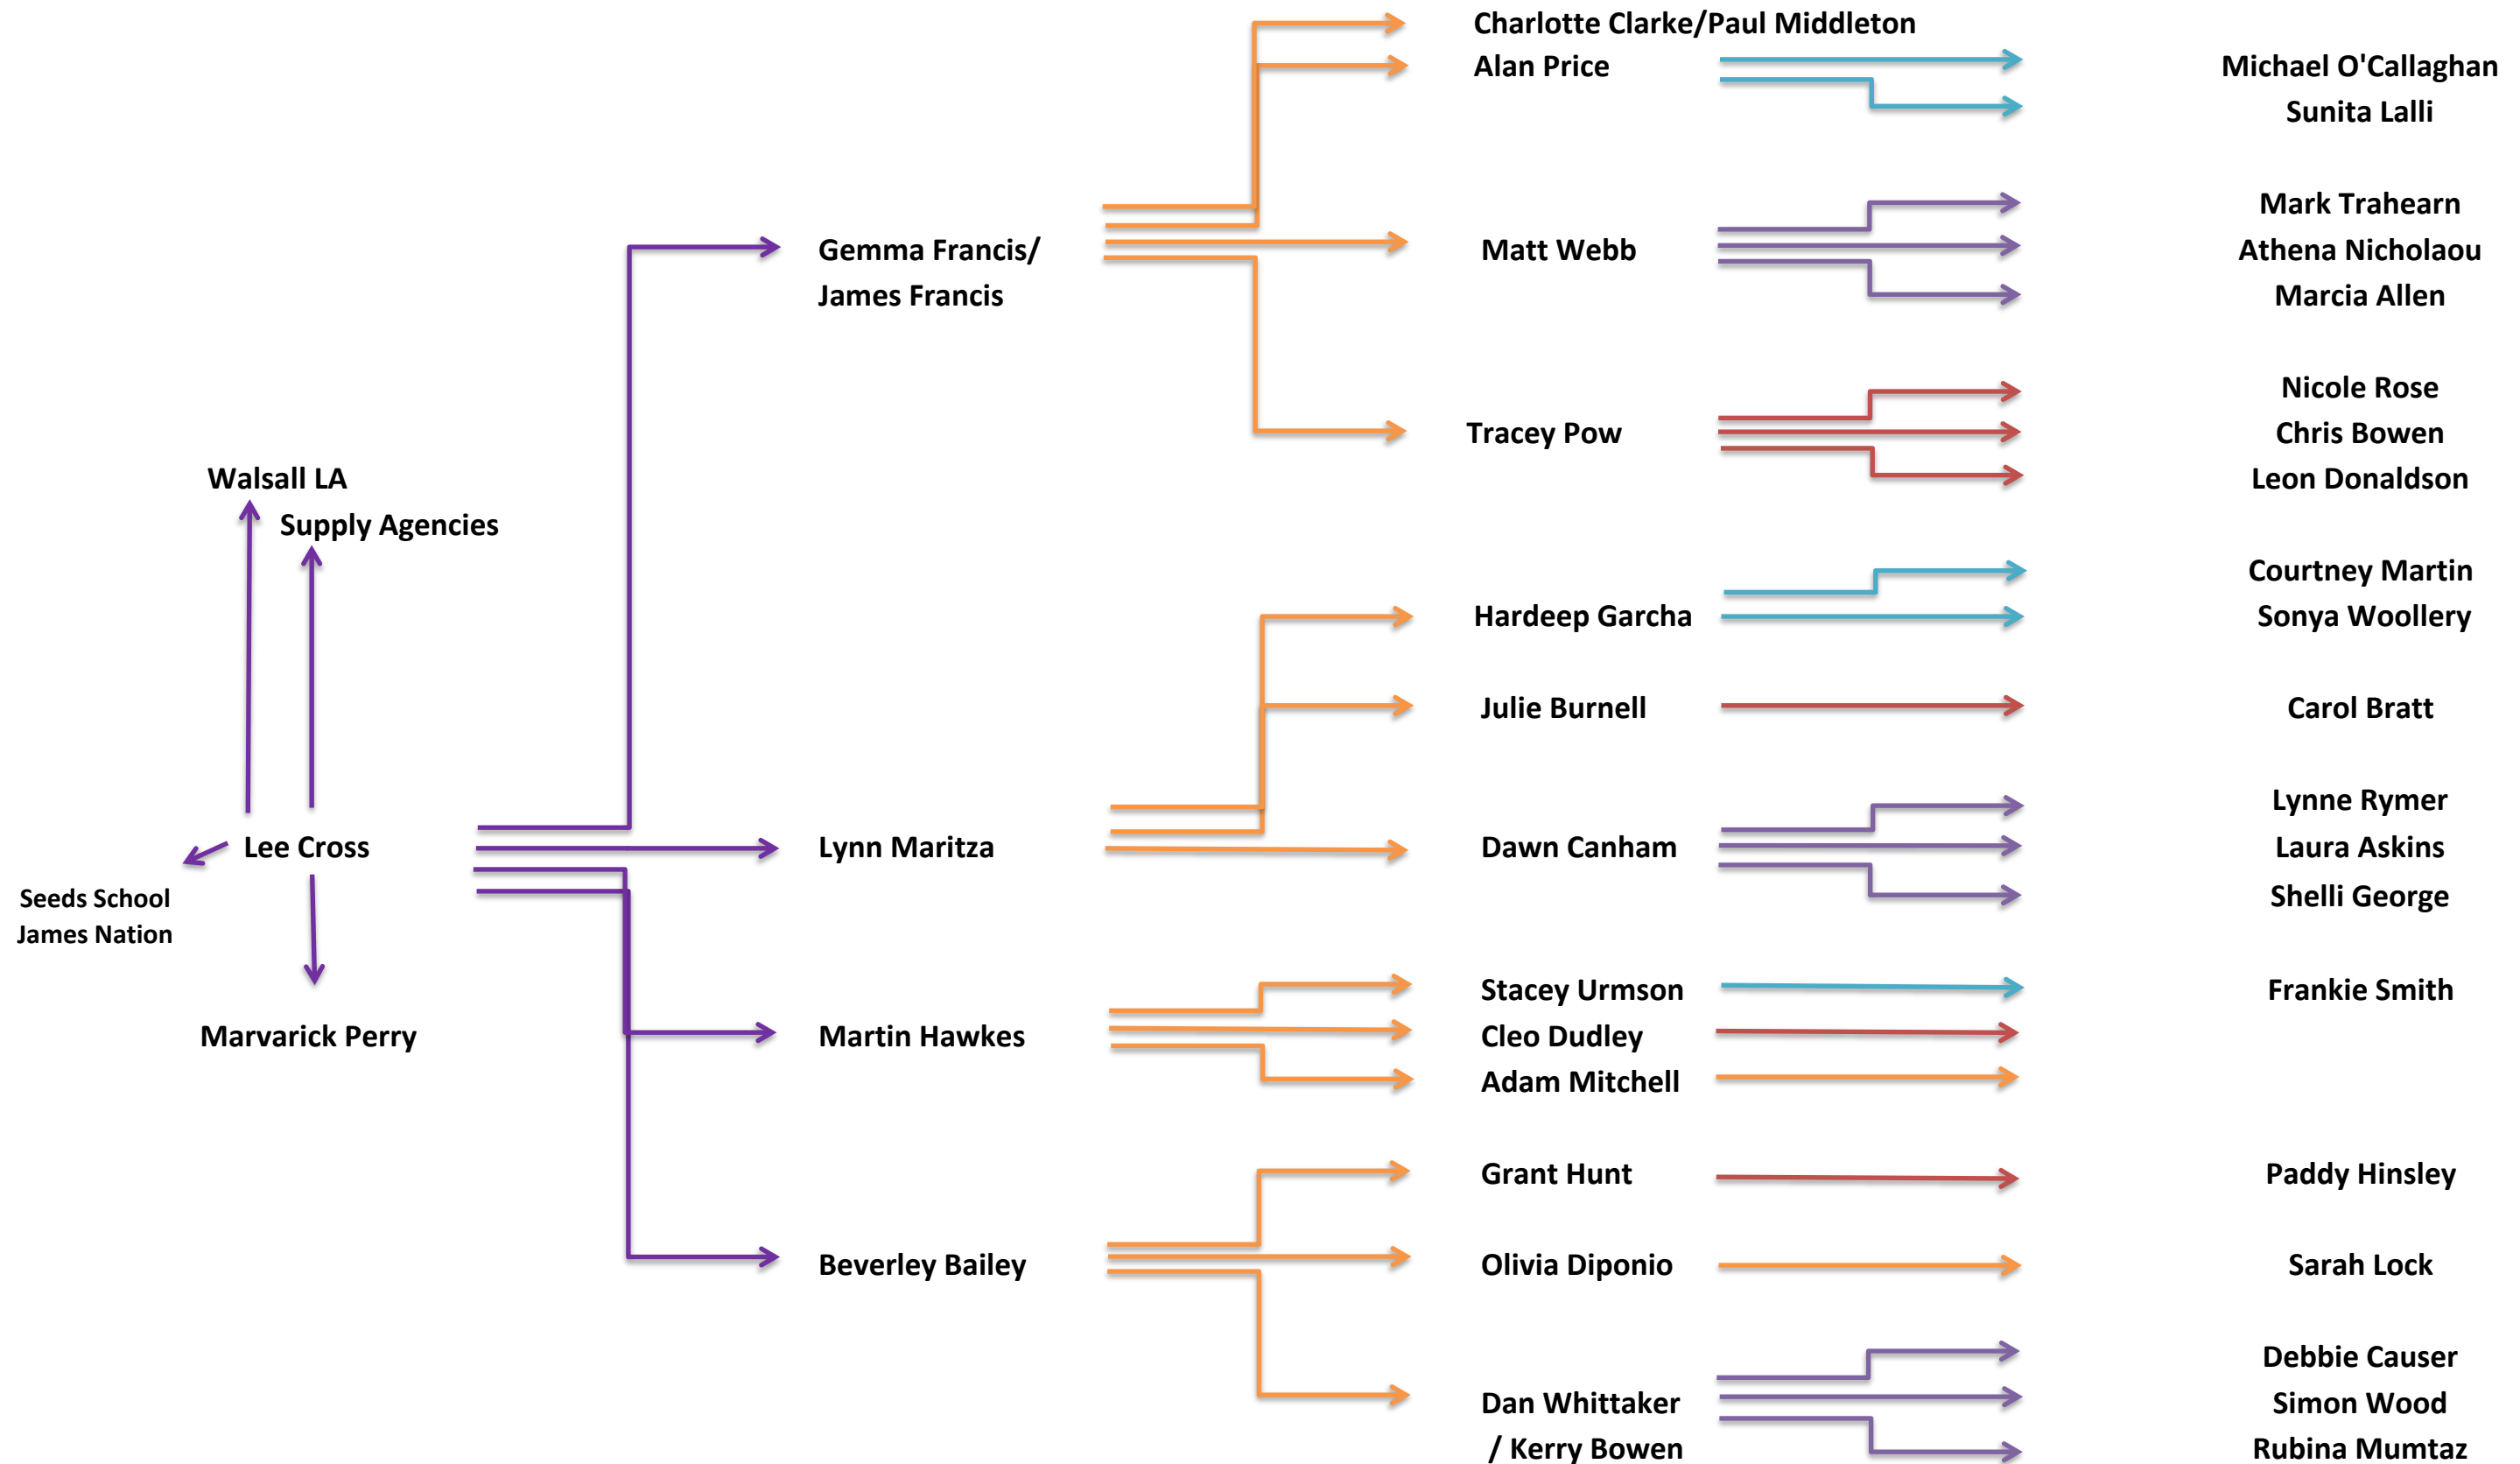 Charlotte Clarke/Paul Middleton
Alan Price
Michael O'Callaghan
Sunita Lalli
Mark Trahearn
Gemma Francis/
James Francis
Matt Webb
Athena Nicholaou
Marcia Allen
Nicole Rose
Tracey Pow
Chris Bowen
Walsall LA
Leon Donaldson
Supply Agencies
Courtney Martin
Hardeep Garcha
Sonya Woollery
Julie Burnell
Carol Bratt
Lynne Rymer
Lee Cross
Lynn Maritza
Dawn Canham
Laura Askins
Seeds School
James Nation
Shelli George
Stacey Urmson
Frankie Smith
Marvarick Perry
Martin Hawkes
Cleo Dudley
Adam Mitchell
Grant Hunt
Paddy Hinsley
Beverley Bailey
Olivia Diponio
Sarah Lock
Debbie Causer
Dan Whittaker
/ Kerry Bowen
Simon Wood
Rubina Mumtaz